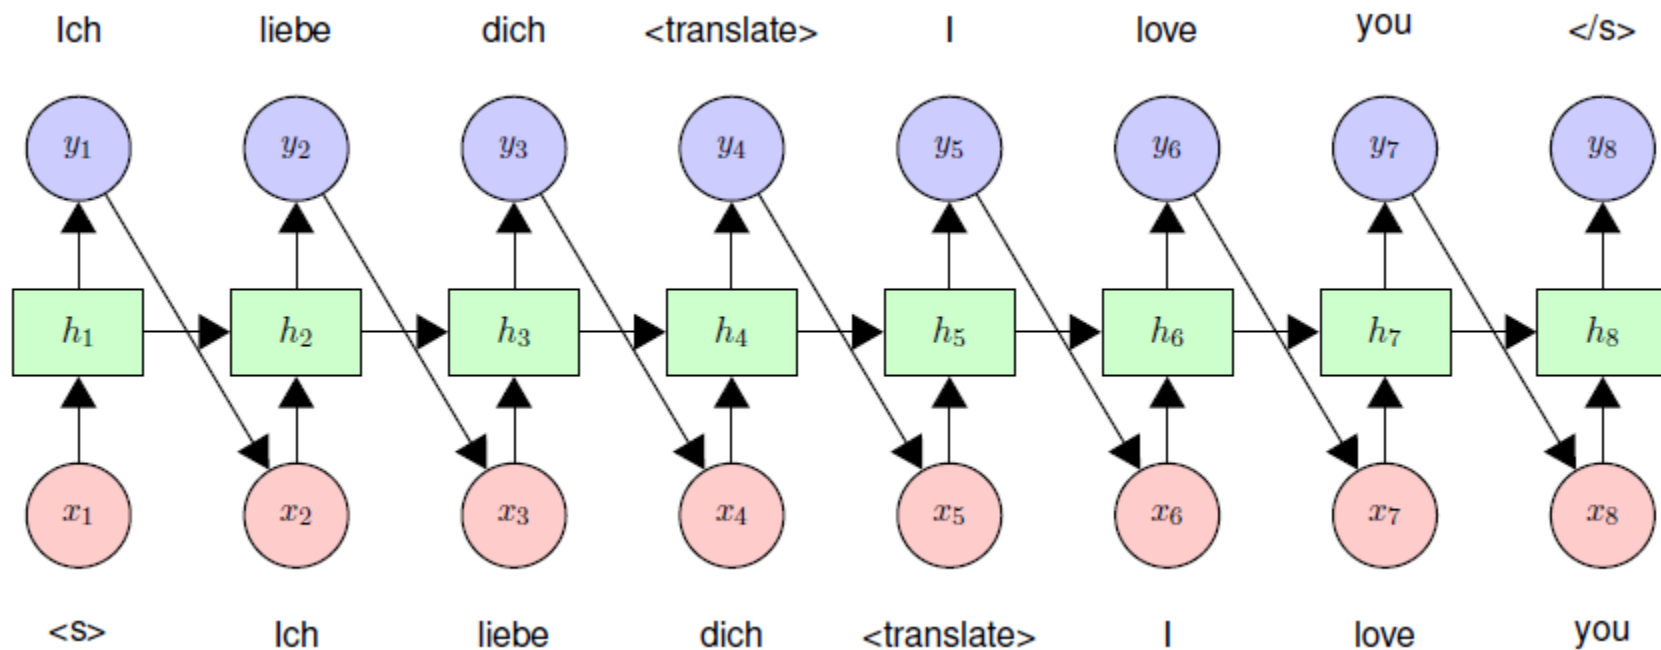 Ich liebe dich <translate> I love you </s>
y1 y2 y3 y4 y5 y6 y7 y8
h1 h2 h3 h4 h5 h6 h7 h8
x1 x2 x3 x4 x5 x6 x7 x8
<s> Ich liebe dich <translate> I love you